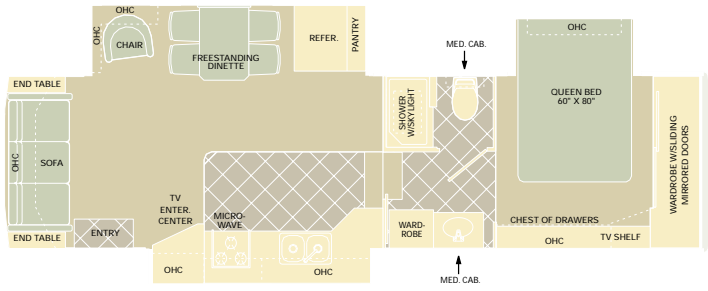 OHC
OHC
CHAIR
FREESTANDING
DINETTE
REFER.
PANTRY
MED. CAB.
OHC
END TABLE
SHOWER
W/SKYLIGHT
QUEEN BED
60" X 80"
WARDROBE W/SLIDING
MIRRORED DOORS
OHC
SOFA
TV
ENTER.
CENTER
MICRO-
WAVE
WARD-
ROBE
CHEST OF DRAWERS
END TABLE
ENTRY
OHC
TV SHELF
OHC
OHC
MED. CAB.